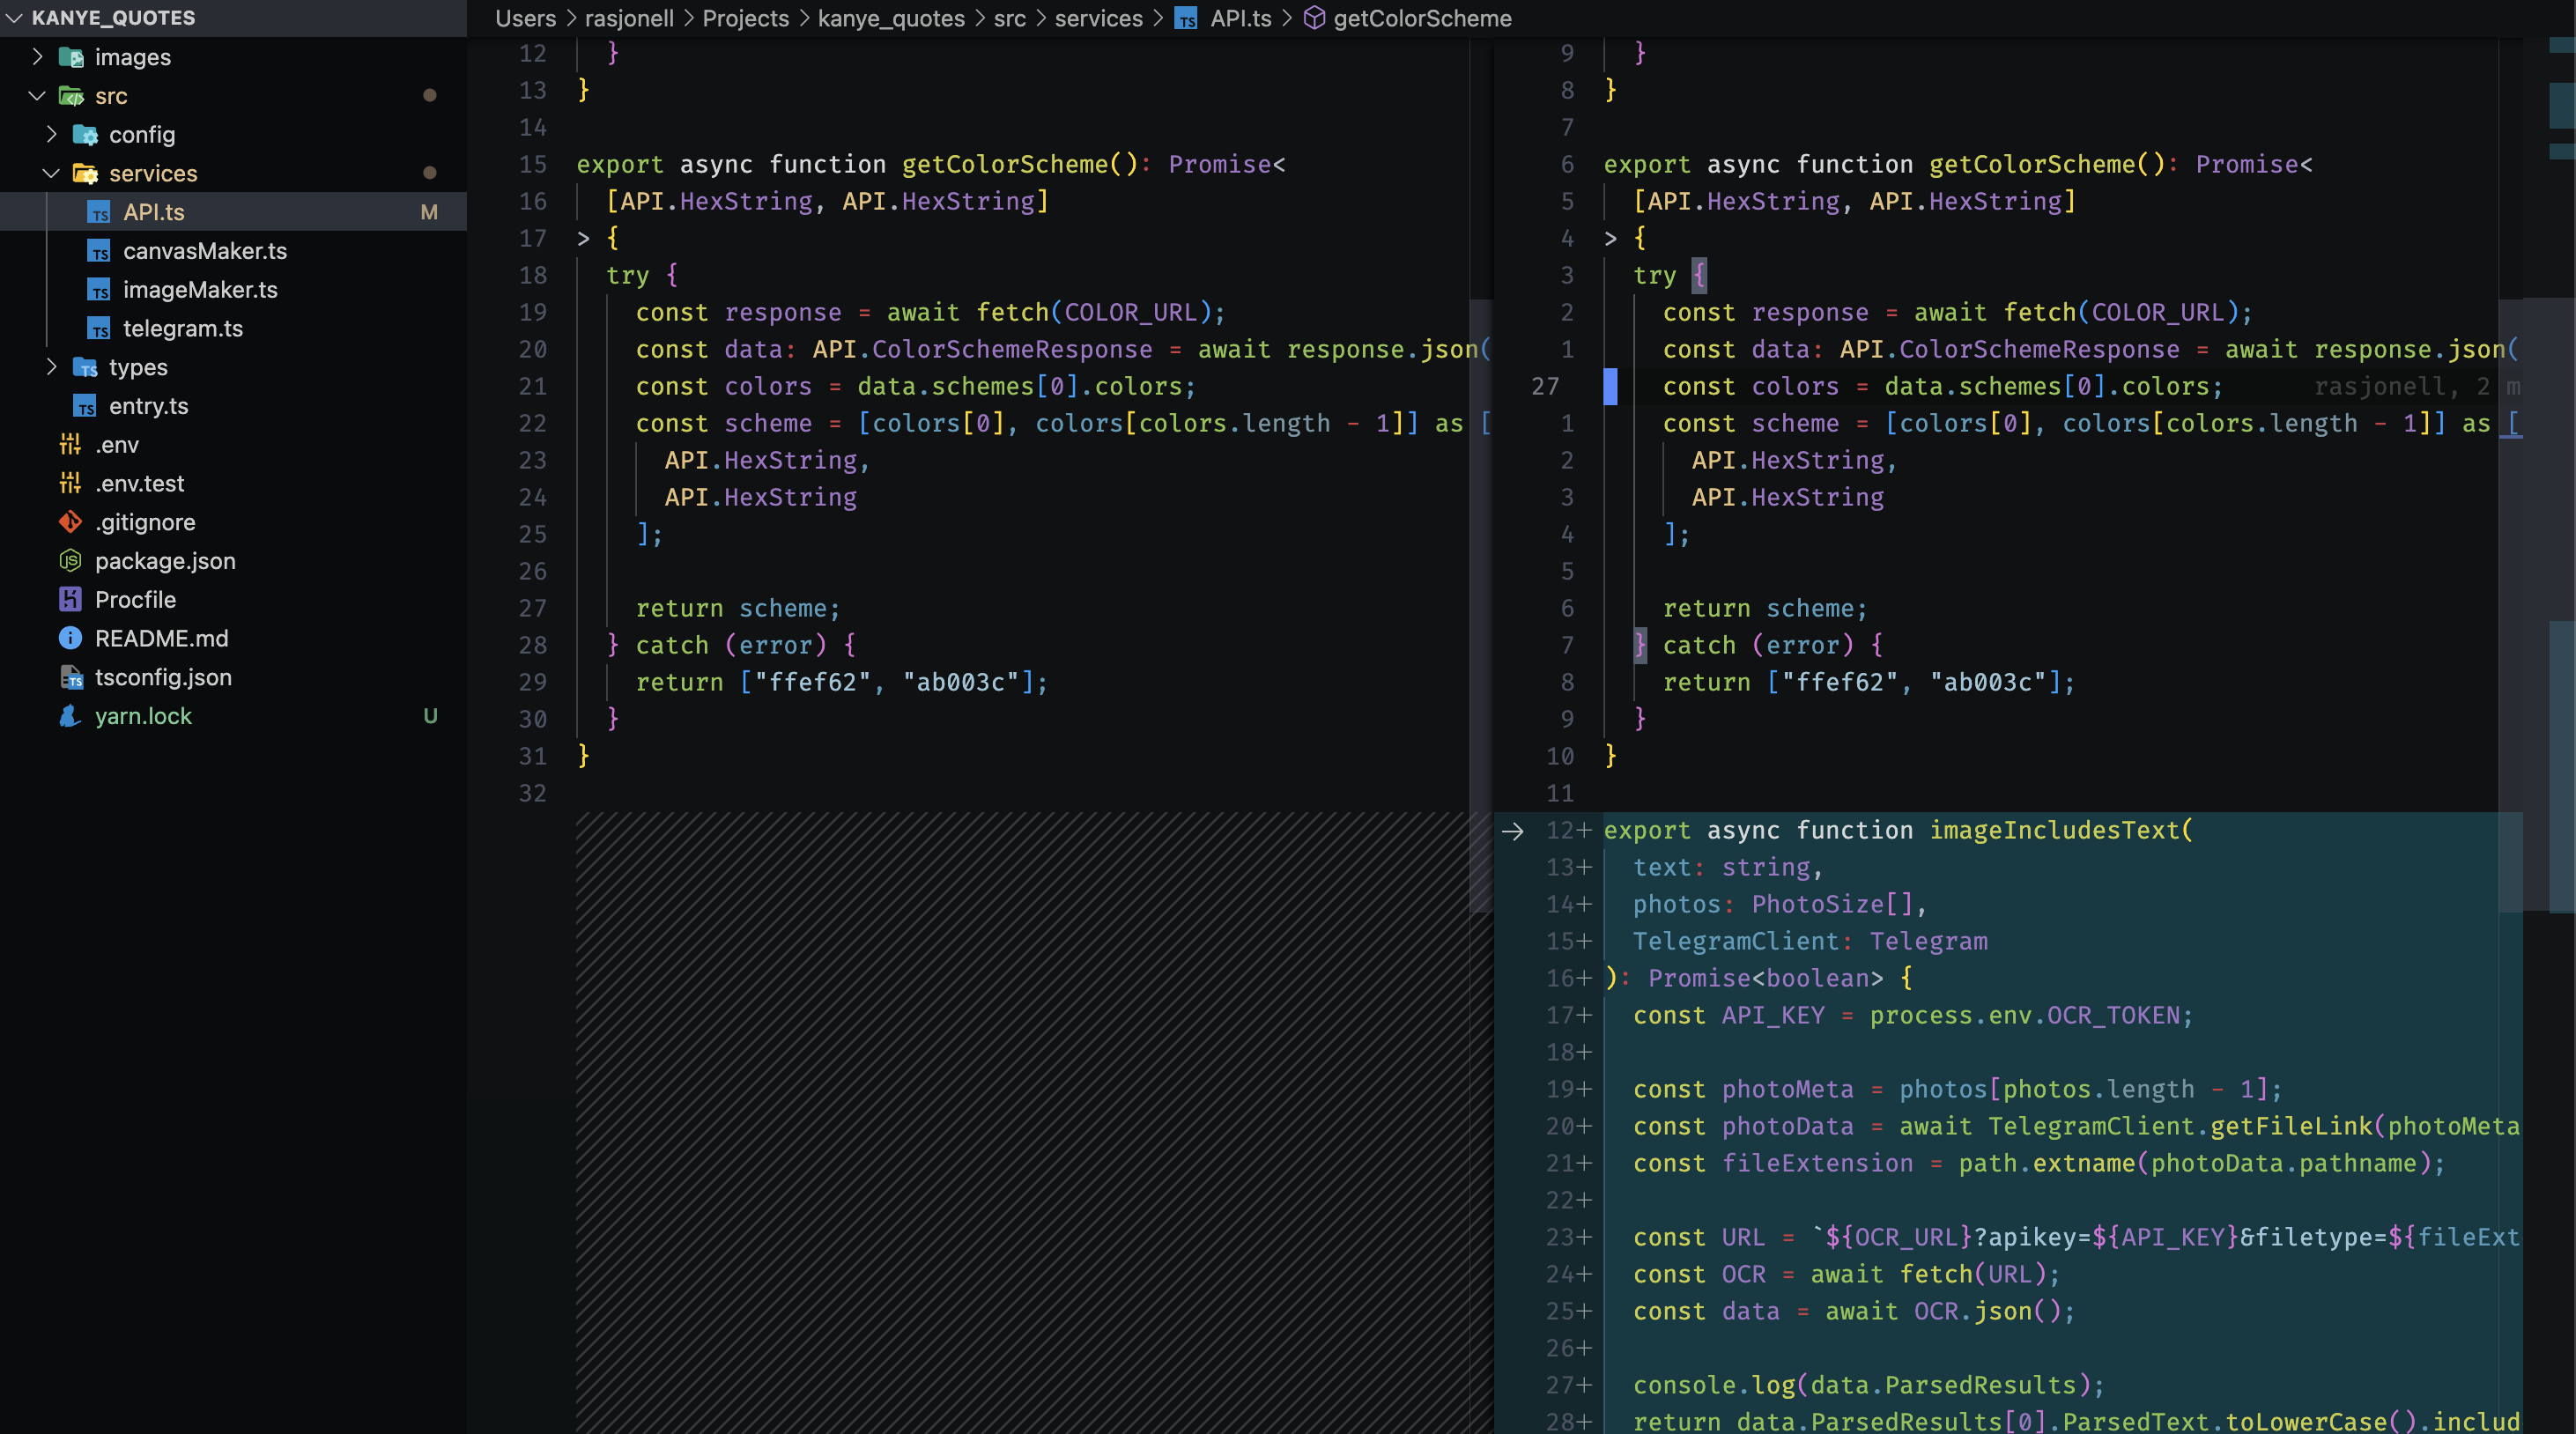 KANYE_QUOTES
images
src
config
services
API.ts M
canvasMaker.ts
imageMaker.ts
telegram.ts
types
entry.ts
.env
.env.test
.gitignore
package.json
Procfile
README.md
tsconfig.json
yarn.lock U
Users > rasjonell > Projects > kanye_quotes > src > services > API.ts > getColorScheme
12 }
13 }
14
15 export async function getColorScheme(): Promise<
16 [API.HexString, API.HexString]
17 > {
18 try {
19 const response = await fetch(COLOR_URL);
20 const data: API.ColorSchemeResponse = await response.json(
21 const colors = data.schemes[0].colors;
22 const scheme = [colors[0], colors[colors.length - 1]] as [
23 API.HexString,
24 API.HexString
25 ];
26
27 return scheme;
28 } catch (error) {
29 return ["ffef62", "ab003c"];
30 }
31 }
32
9 }
8 }
7
6 export async function getColorScheme(): Promise<
5 [API.HexString, API.HexString]
4 > {
3 try {
2 const response = await fetch(COLOR_URL);
1 const data: API.ColorSchemeResponse = await response.json(
27 const colors = data.schemes[0].colors; rasjonell, 2 m
1 const scheme = [colors[0], colors[colors.length - 1]] as [
2 API.HexString,
3 API.HexString
4 ];
5
6 return scheme;
7 } catch (error) {
8 return ["ffef62", "ab003c"];
9 }
10 }
11
12+ export async function imageIncludesText(
13+ text: string,
14+ photos: PhotoSize[],
15+ TelegramClient: Telegram
16+ ): Promise<boolean> {
17+ const API_KEY = process.env.OCR_TOKEN;
18+
19+ const photoMeta = photos[photos.length - 1];
20+ const photoData = await TelegramClient.getFileLink(photoMeta
21+ const fileExtension = path.extname(photoData.pathname);
22+
23+ const URL = `${OCR_URL}?apikey=${API_KEY}&filetype=${fileExt
24+ const OCR = await fetch(URL);
25+ const data = await OCR.json();
26+
27+ console.log(data.ParsedResults);
28+ return data.ParsedResults[0].ParsedText.toLowerCase().includ